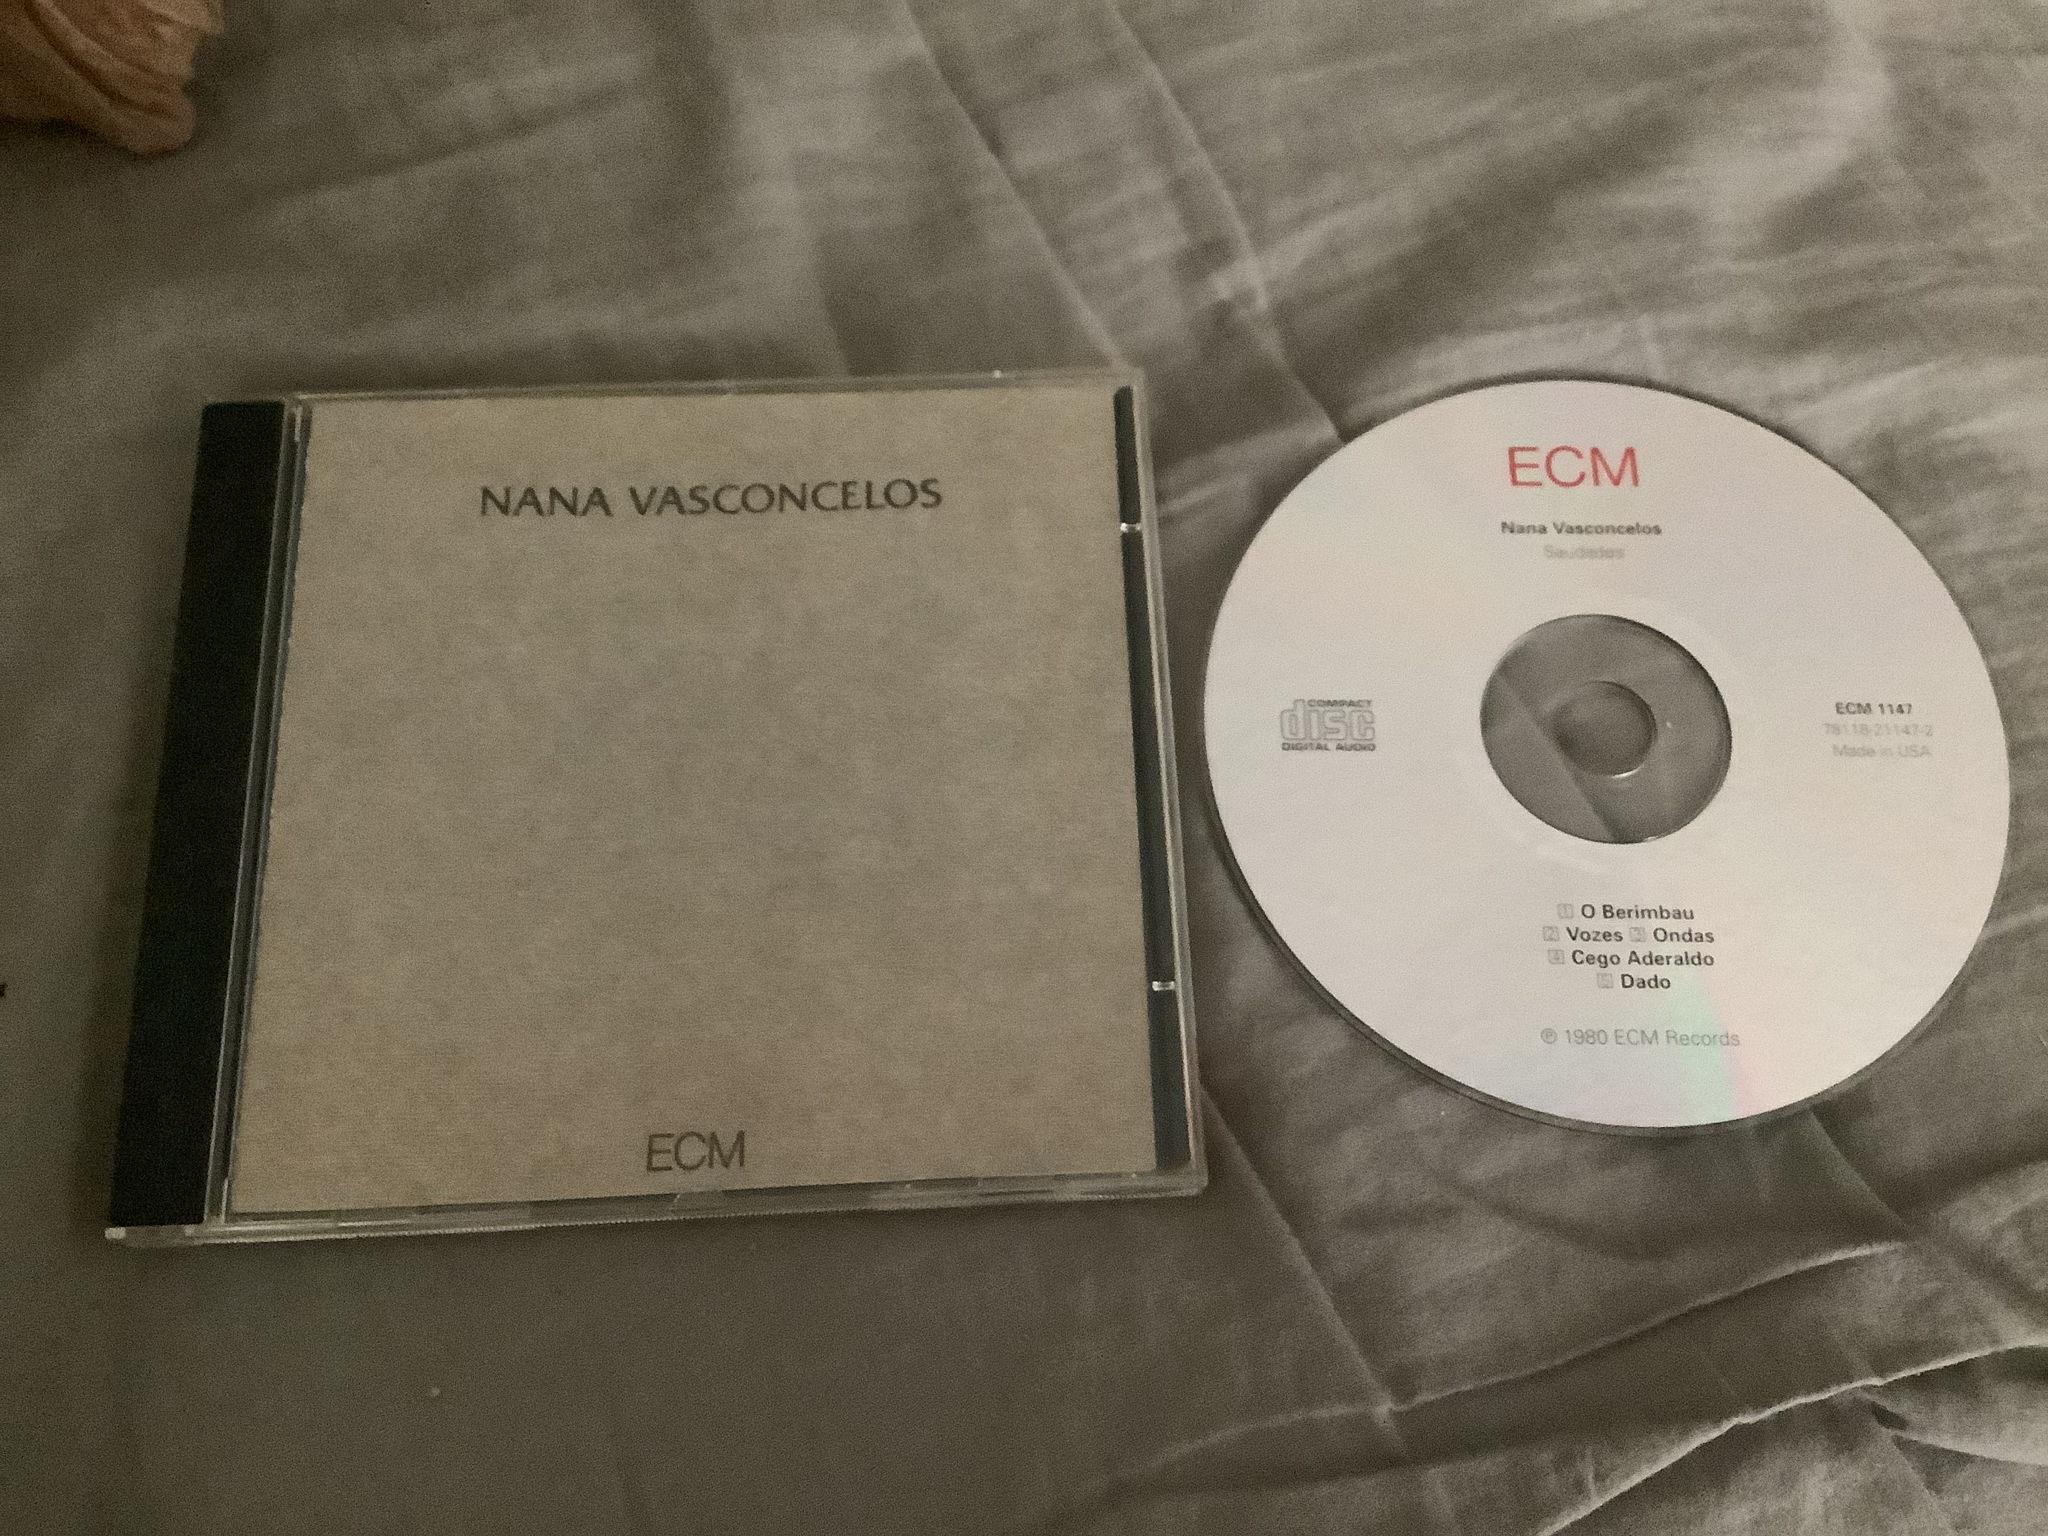 NANA VASCONCELOS
ECM
ECM
Nana Vasconcelos
Saudades
COMPACT
disc
DIGITAL AUDIO
ECM 1147
78118-21147-2
Made in USA
1 O Berimbau
2 Vozes 3 Ondas
4 Cego Aderaldo
5 Dado
℗ 1980 ECM Records